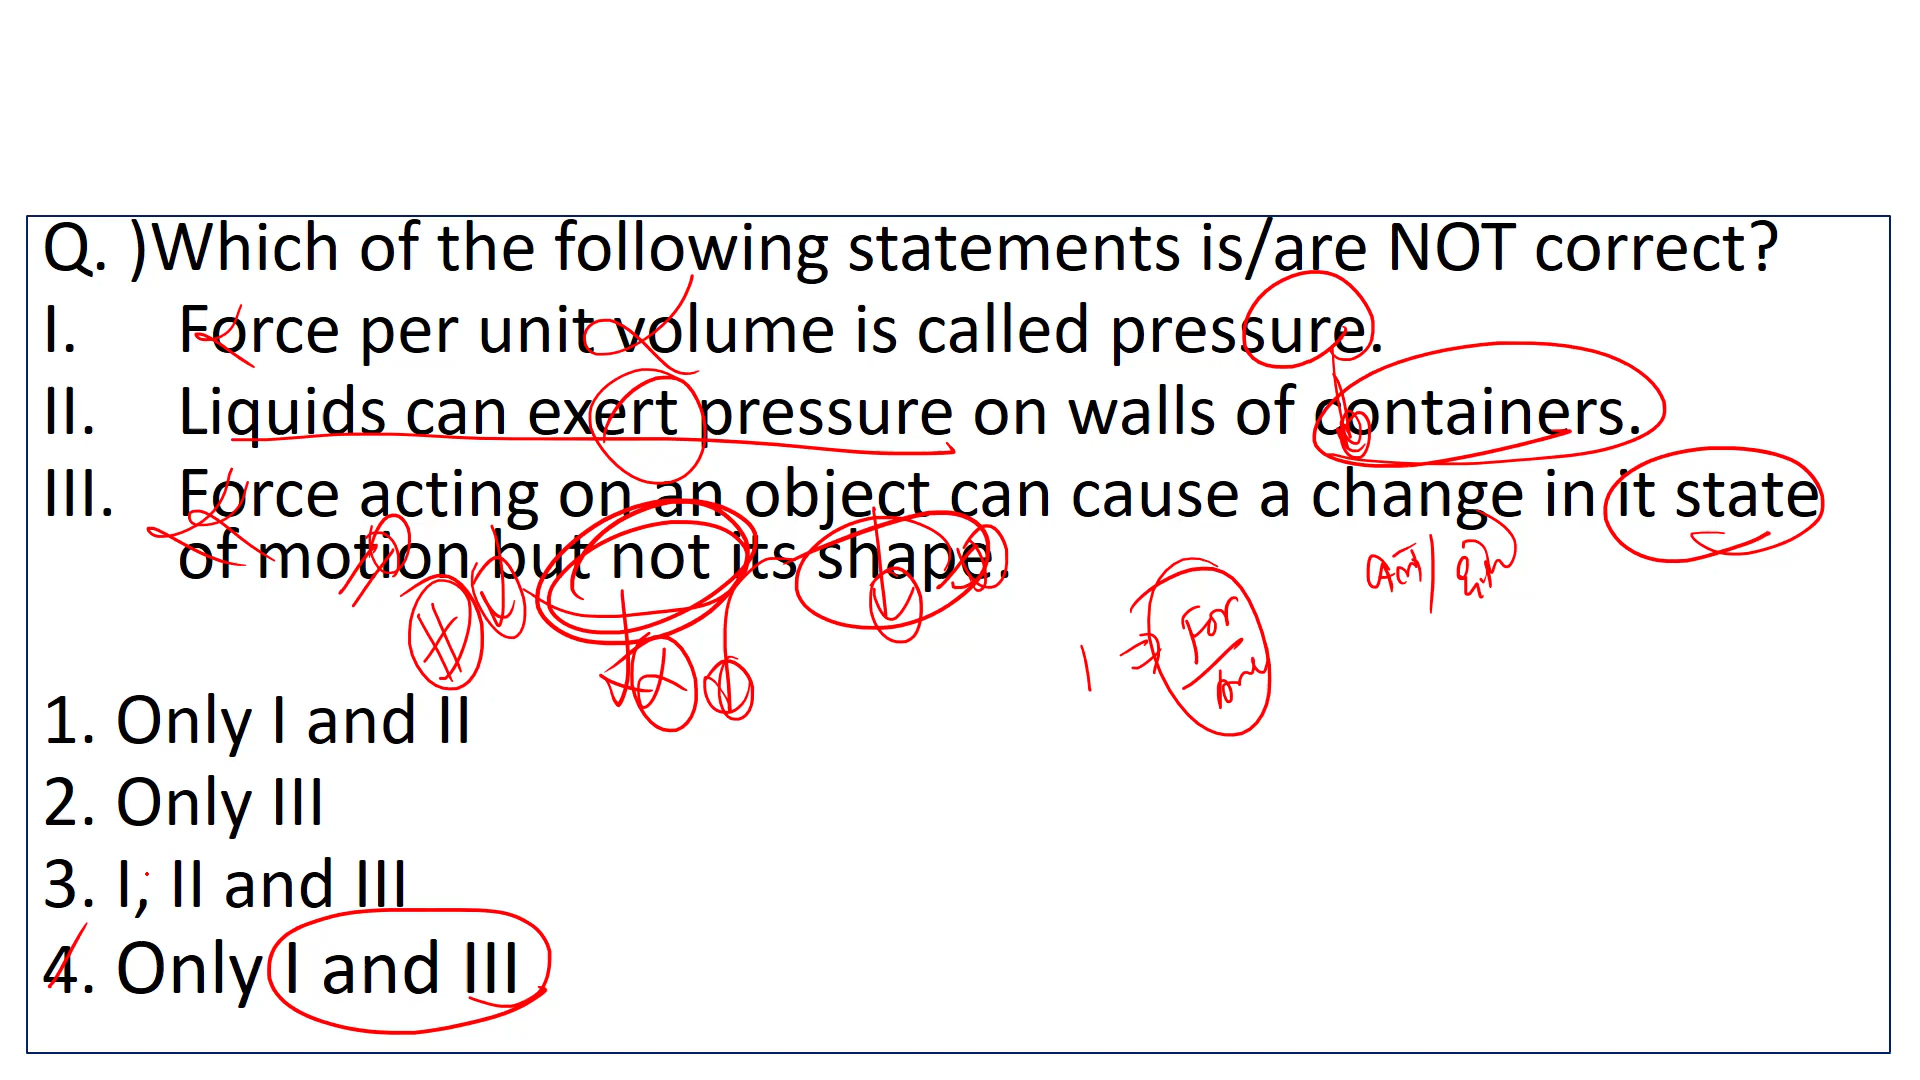 Q. )Which of the following statements is/are NOT correct?
I. Force per unit volume is called pressure.
II. Liquids can exert pressure on walls of containers.
III. Force acting on an object can cause a change in it state
of motion but not its shape.
1 ⇒ For
1. Only I and II
2. Only III
3. I, II and III
4. Only I and III